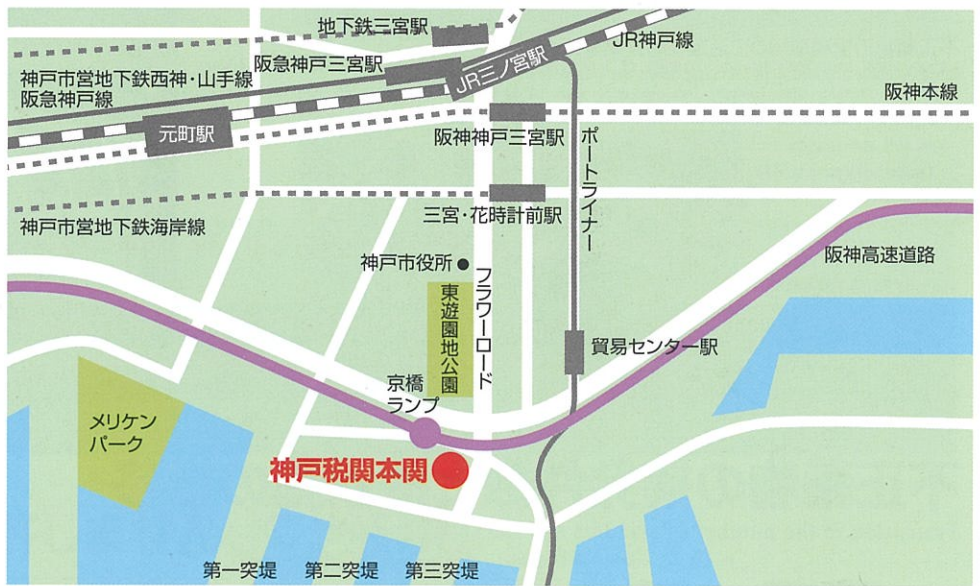 地下鉄三宮駅
JR神戸線
阪急神戸三宮駅
JR三ノ宮駅
神戸市営地下鉄西神・山手線
阪急神戸線
阪神本線
元町駅
阪神神戸三宮駅
ポートライナー
三宮・花時計前駅
神戸市営地下鉄海岸線
神戸市役所
フラワーロード
阪神高速道路
東遊園地公園
貿易センター駅
京橋
ランプ
メリケン
パーク
神戸税関本関
第一突堤
第二突堤
第三突堤